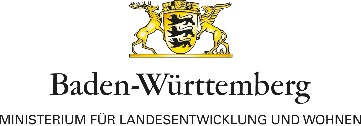 Baden-Württemberg
MINISTERIUM FÜR LANDESENTWICKLUNG UND WOHNEN